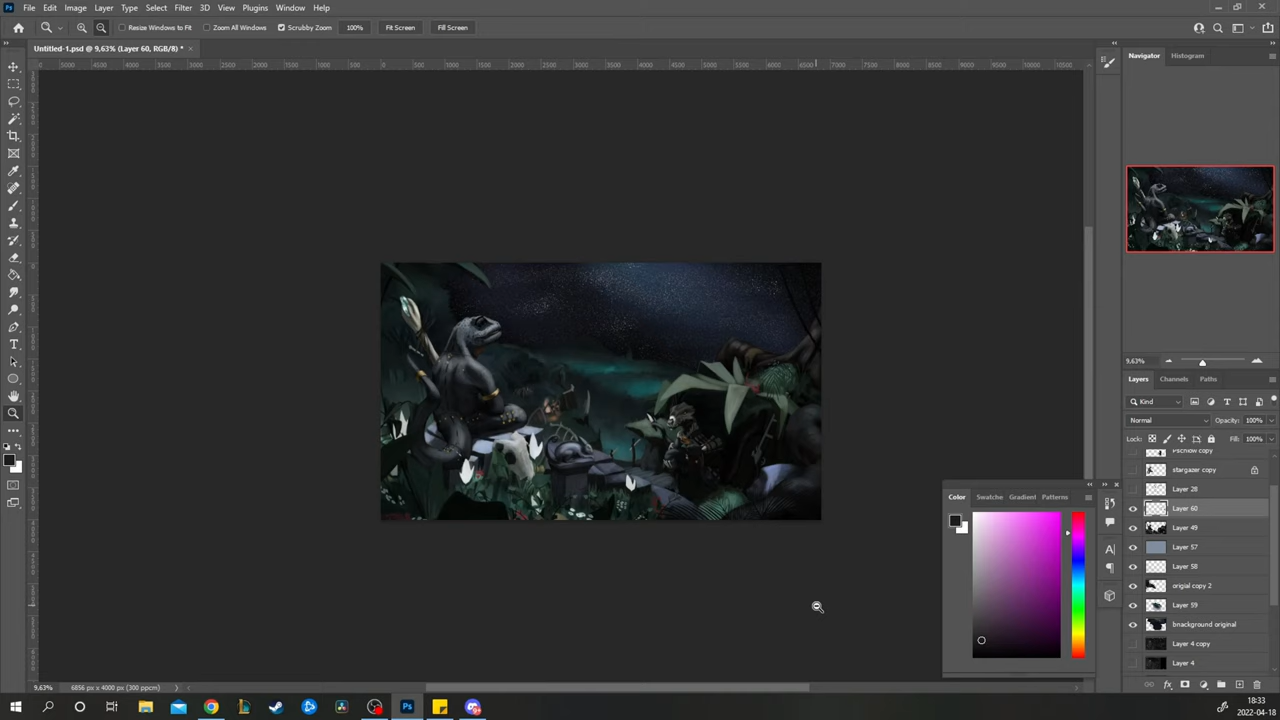 Ps File Edit Image Layer Type Select Filter 3D View Plugins Window Help
Resize Windows to Fit Zoom All Windows Scrubby Zoom 100% Fit Screen Fill Screen
Untitled-1.psd @ 9,63% (Layer 60, RGB/8) *
Navigator Histogram
9,63%
Layers Channels Paths
Kind
Normal Opacity: 100%
Lock: Fill: 100%
stargazer copy
Layer 28
Layer 60
Layer 49
Layer 57
Layer 58
origial copy 2
Layer 59
bnackground original
Layer 4 copy
Layer 4
Color Swatche Gradient Patterns
9,63% 6856 px x 4000 px (300 ppcm)
18:33
2022-04-18